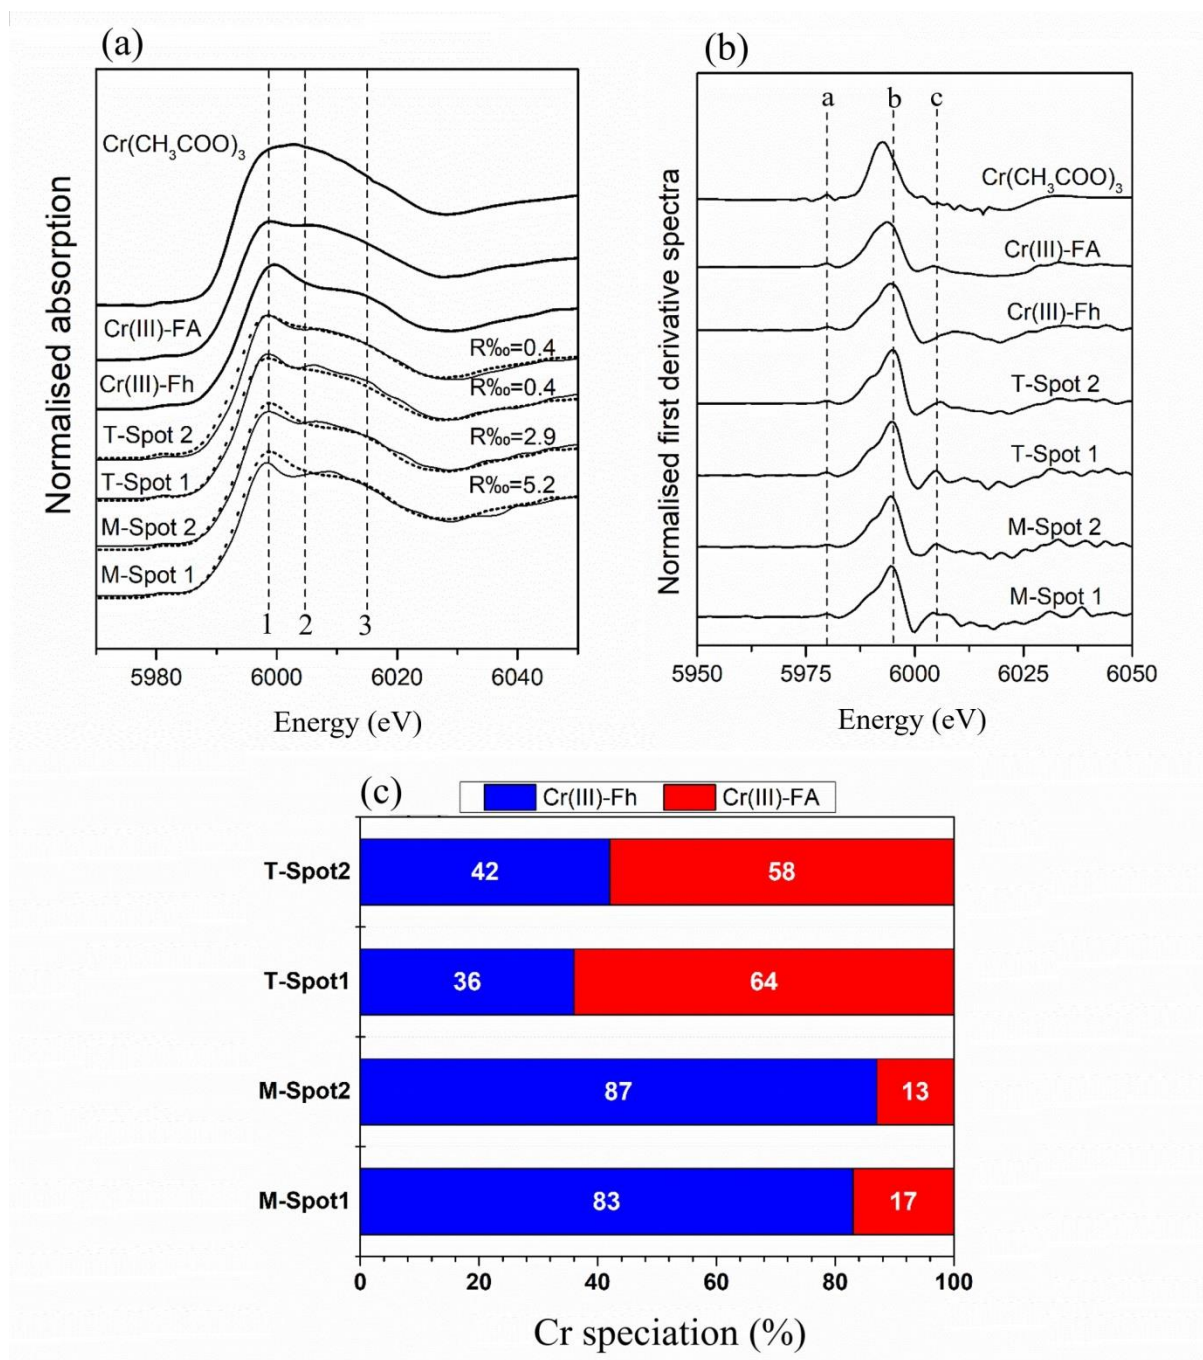 (a)
Normalised absorption
Cr(CH₃COO)₃
Cr(III)-FA
Cr(III)-Fh
R‰=0.4
T-Spot 2
R‰=0.4
T-Spot 1
R‰=2.9
M-Spot 2
R‰=5.2
M-Spot 1
1 2 3
5980 6000 6020 6040
Energy (eV)
(b)
Normalised first derivative spectra
a b c
Cr(CH₃COO)₃
Cr(III)-FA
Cr(III)-Fh
T-Spot 2
T-Spot 1
M-Spot 2
M-Spot 1
5950 5975 6000 6025 6050
Energy (eV)
(c)
Cr(III)-Fh Cr(III)-FA
T-Spot2 42 58
T-Spot1 36 64
M-Spot2 87 13
M-Spot1 83 17
0 20 40 60 80 100
Cr speciation (%)